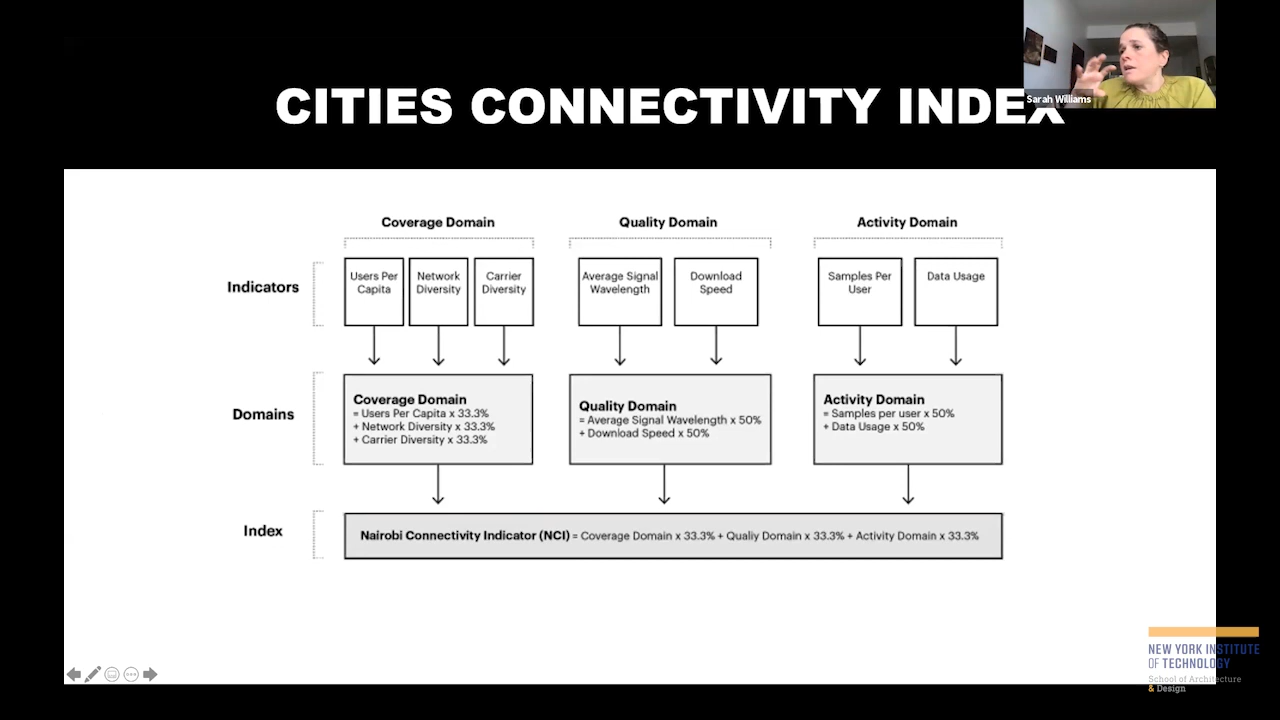 Sarah Williams
CITIES CONNECTIVITY INDEX
Coverage Domain
Quality Domain
Activity Domain
Indicators
Users Per
Capita
Network
Diversity
Carrier
Diversity
Average Signal
Wavelength
Download
Speed
Samples Per
User
Data Usage
Domains
Coverage Domain
= Users Per Capita x 33.3%
+ Network Diversity x 33.3%
+ Carrier Diversity x 33.3%
Quality Domain
= Average Signal Wavelength x 50%
+ Download Speed x 50%
Activity Domain
= Samples per user x 50%
+ Data Usage x 50%
Index
Nairobi Connectivity Indicator (NCI) = Coverage Domain x 33.3% + Qualiy Domain x 33.3% + Activity Domain x 33.3%
NEW YORK INSTITUTE
OF TECHNOLOGY
School of Architecture
& Design